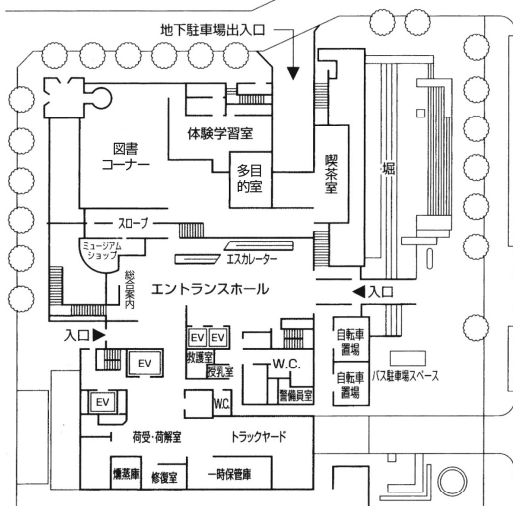 地下駐車場出入口
体験学習室
図書
コーナー
多目
的室
喫茶室
堀
スロープ
ミュージアム
ショップ
エスカレーター
総合案内
エントランスホール
入口
入口
EV EV
自転車
置場
EV
救護室
授乳室
W.C.
自転車
置場
バス駐車場スペース
EV
W.C.
警備員室
荷受・荷解室
トラックヤード
燻蒸庫
修復室
一時保管庫